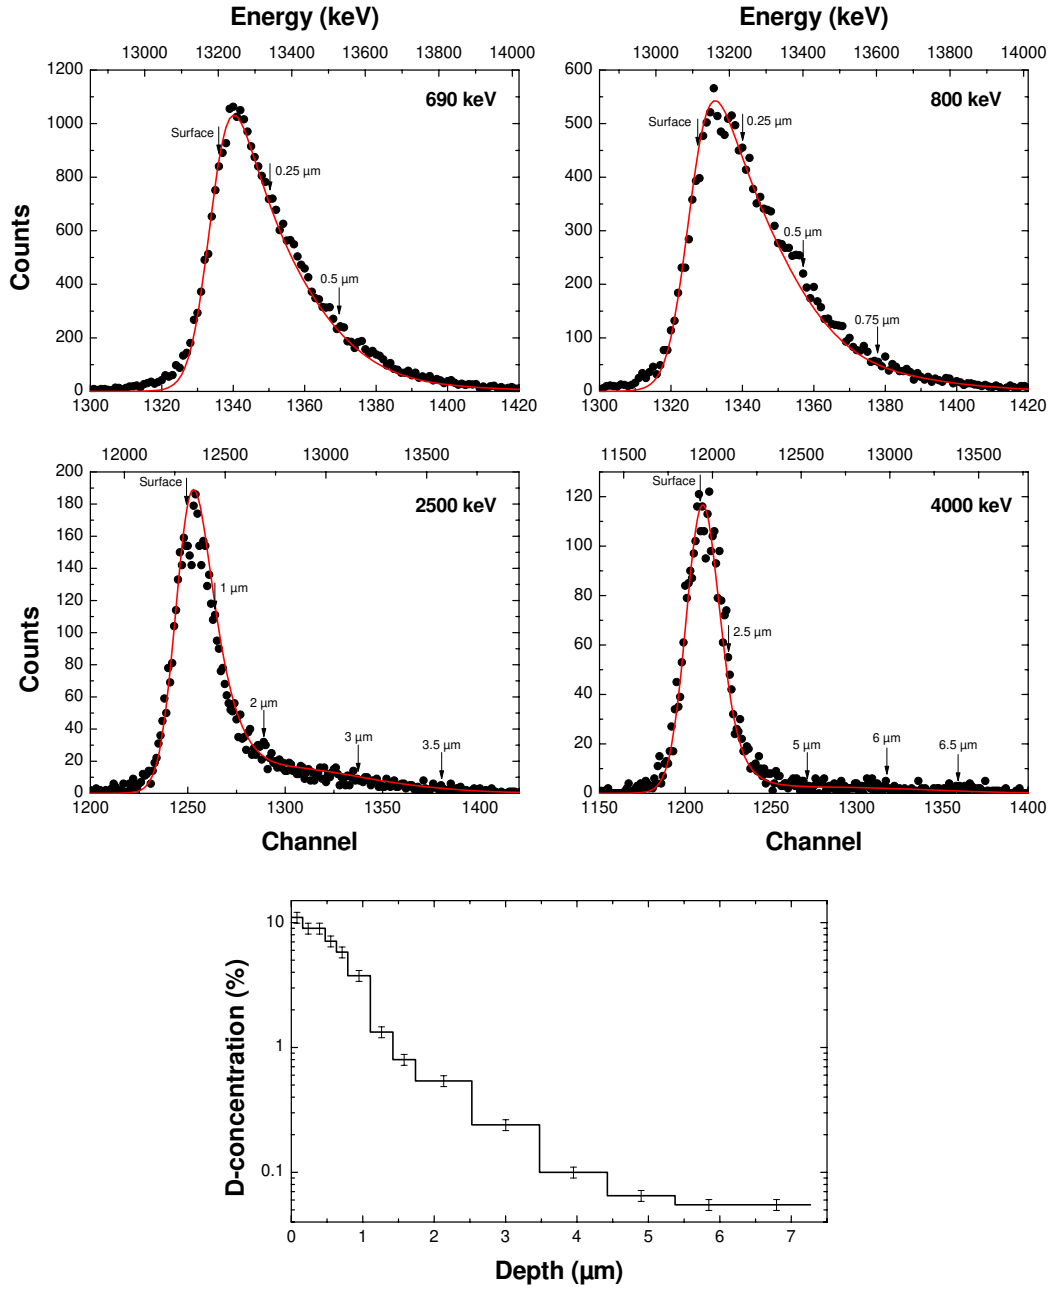 Energy (keV) Energy (keV)
13000 13200 13400 13600 13800 14000 13000 13200 13400 13600 13800 14000
1200 600
690 keV 800 keV
1000 500
Surface Surface 0.25 µm
800 400
0.25 µm
Counts
600 300
0.5 µm
400 200
0.5 µm
0.75 µm
200 100
0 0
1300 1320 1340 1360 1380 1400 1420 1300 1320 1340 1360 1380 1400 1420
12000 12500 13000 13500 11500 12000 12500 13000 13500
200
Surface Surface
180 2500 keV 4000 keV
120
160
140 100
1 µm
120 80
Counts
100
2.5 µm
80 60
60 40
2 µm
40
3 µm 3.5 µm 5 µm 6 µm 6.5 µm
20 20
0 0
1200 1250 1300 1350 1400 1150 1200 1250 1300 1350 1400
Channel Channel
10
D-concentration (%)
1
0.1
0 1 2 3 4 5 6 7
Depth (µm)